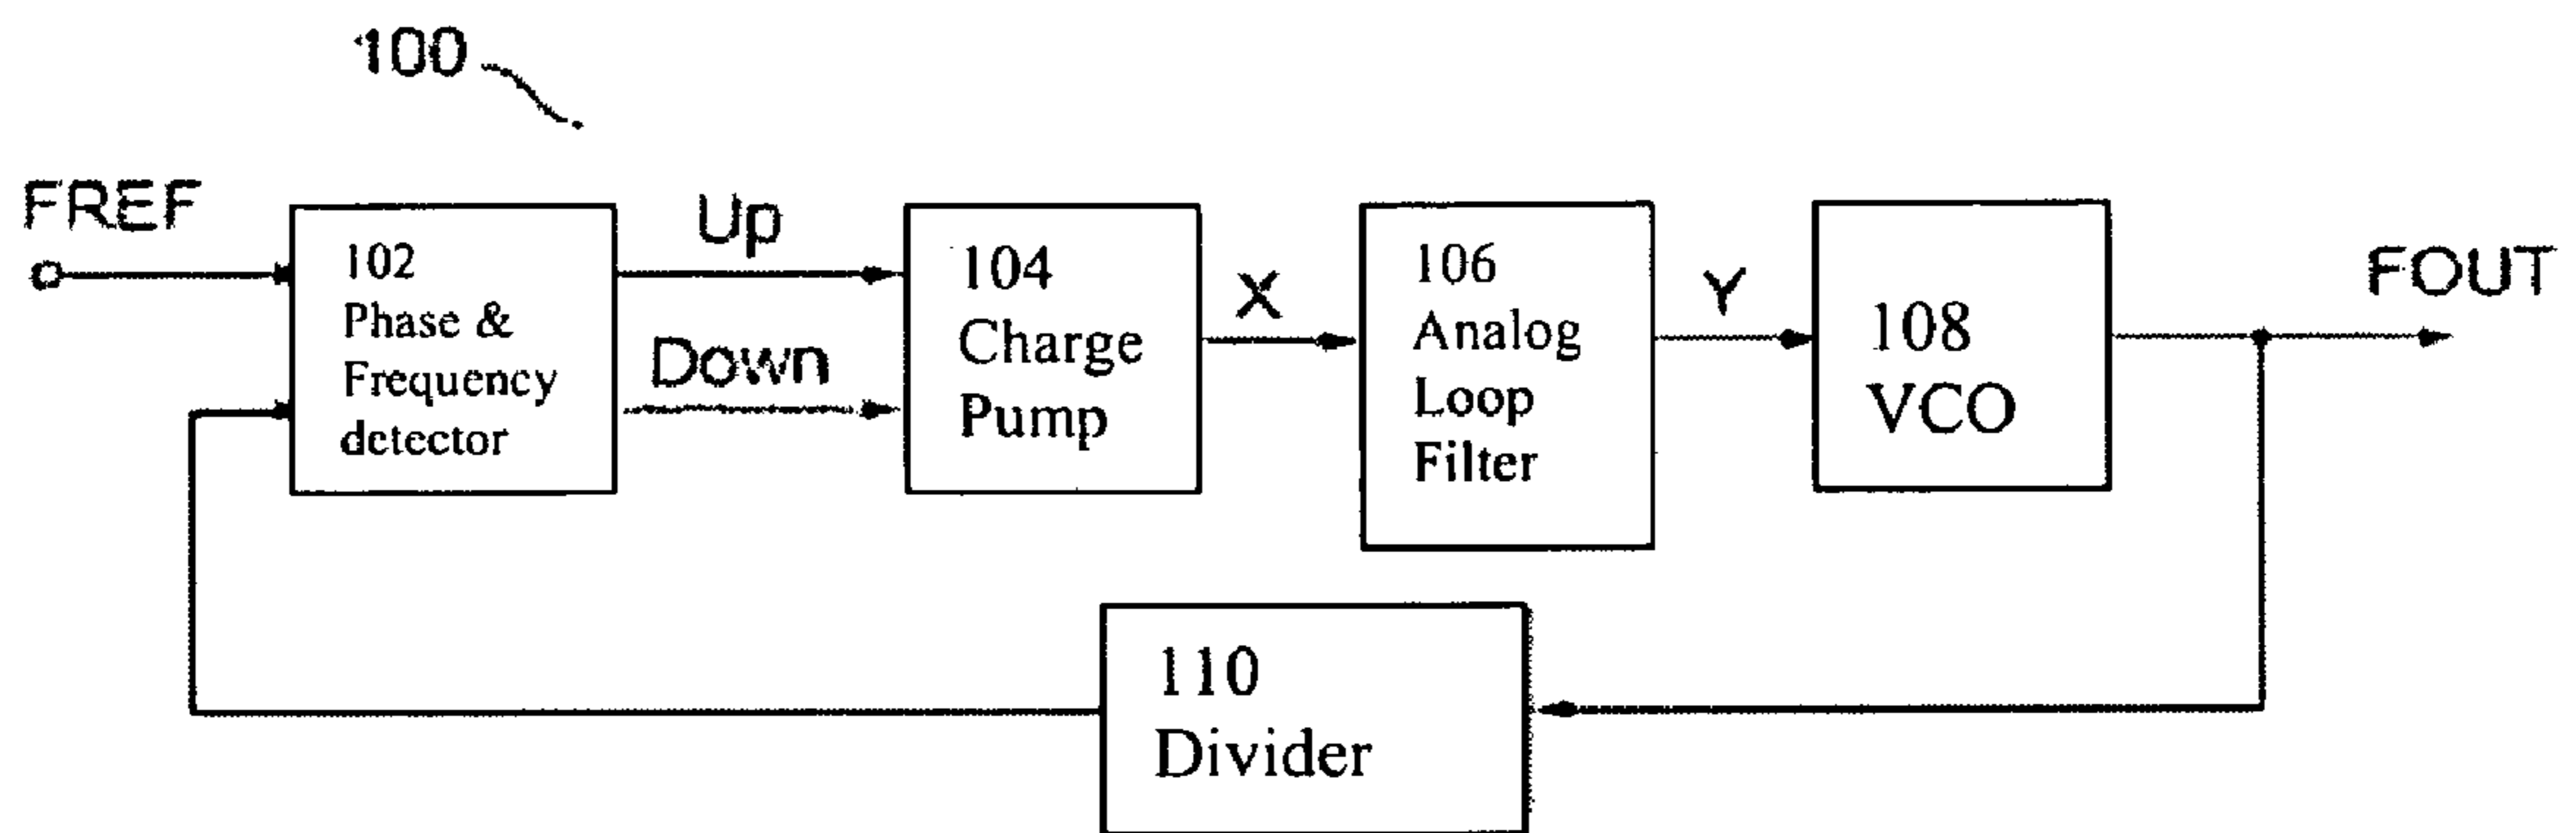 100
FREF
Up
Down
102
Phase &
Frequency
detector
104
Charge
Pump
X
106
Analog
Loop
Filter
Y
108
VCO
FOUT
110
Divider